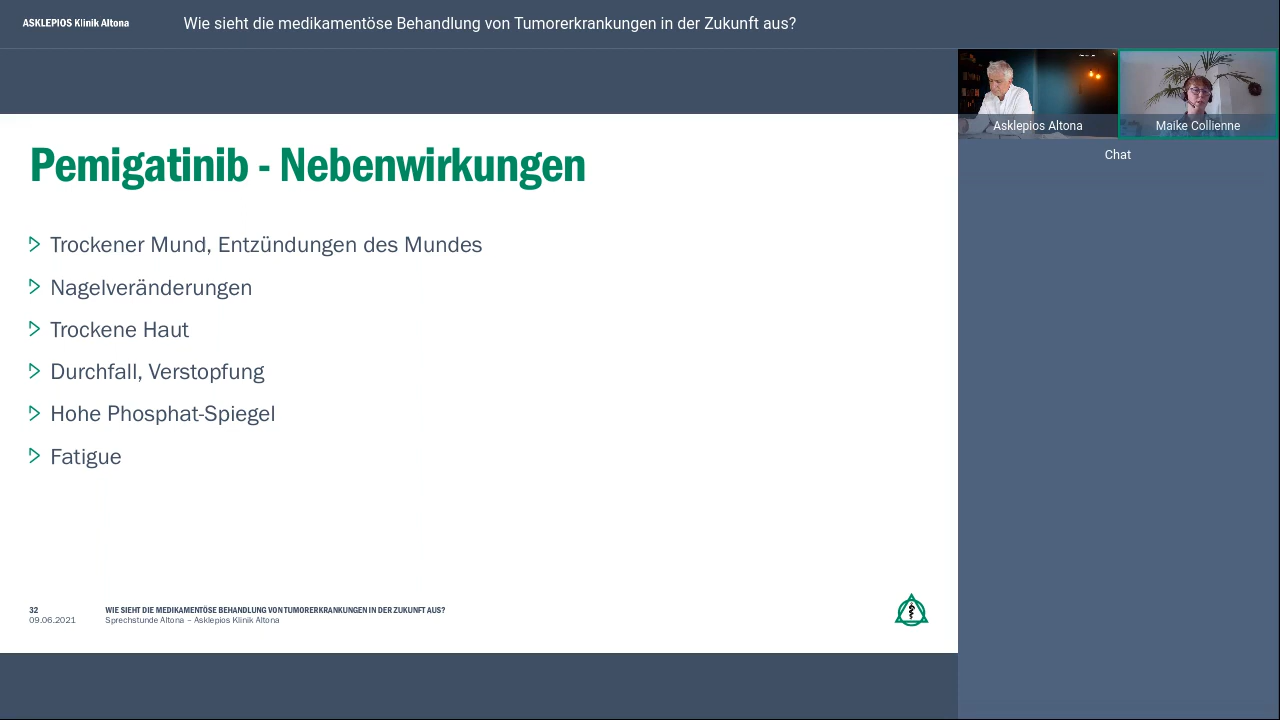 ASKLEPIOS Klinik Altona
Wie sieht die medikamentöse Behandlung von Tumorerkrankungen in der Zukunft aus?
Asklepios Altona
Maike Collienne
Chat
Pemigatinib - Nebenwirkungen
Trockener Mund, Entzündungen des Mundes
Nagelveränderungen
Trockene Haut
Durchfall, Verstopfung
Hohe Phosphat-Spiegel
Fatigue
32
WIE SIEHT DIE MEDIKAMENTÖSE BEHANDLUNG VON TUMORERKRANKUNGEN IN DER ZUKUNFT AUS?
09.06.2021
Sprechstunde Altona – Asklepios Klinik Altona